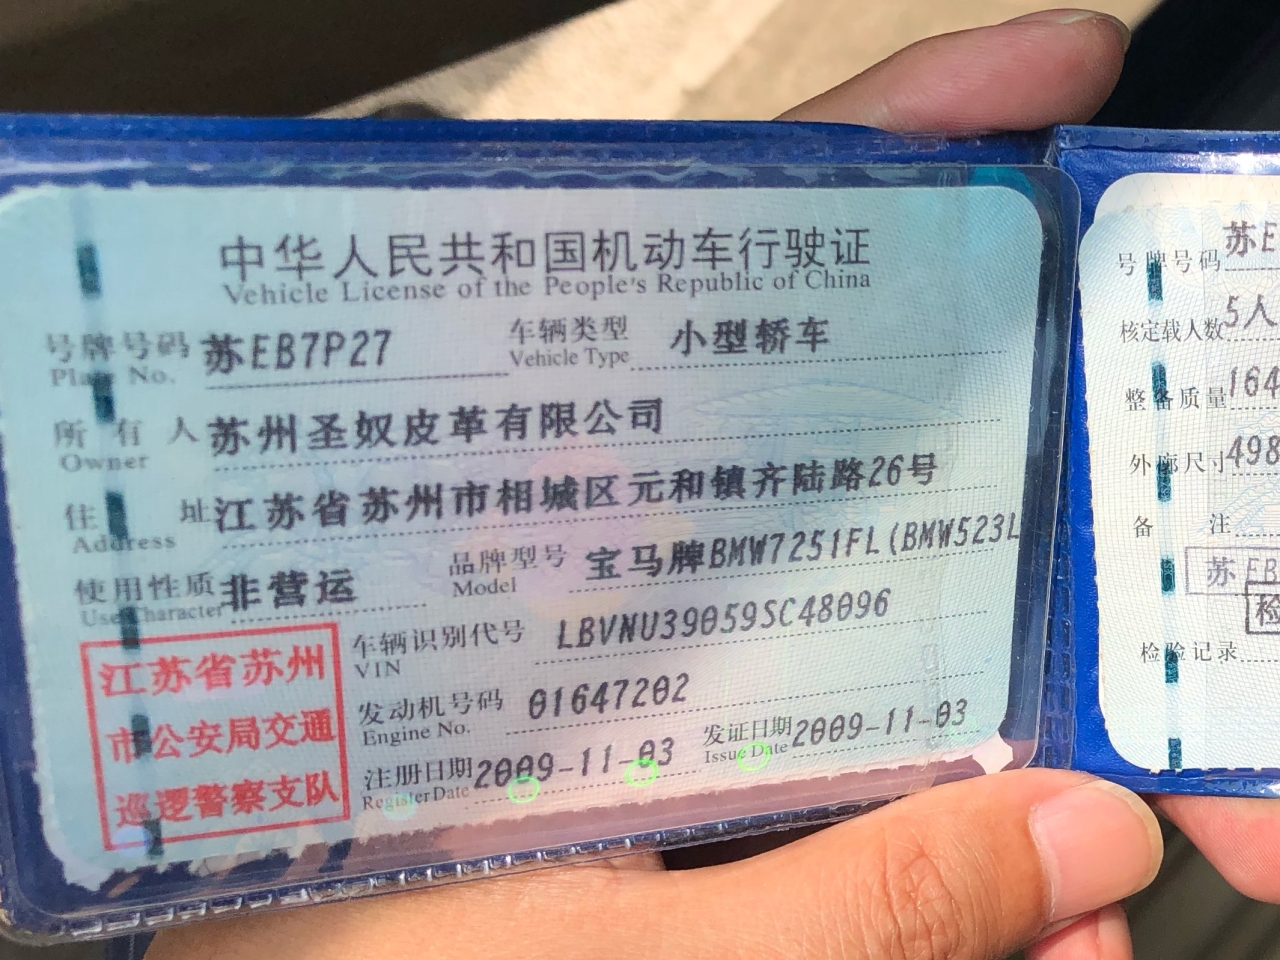 中华人民共和国机动车行驶证
Vehicle License of the People's Republic of China
号牌号码 苏EB7P27 车辆类型 小型轿车
Plate No. Vehicle Type
所有人 苏州圣奴皮革有限公司
Owner
住址 江苏省苏州市相城区元和镇齐陆路26号
Address
使用性质 非营运 品牌型号 宝马牌BMW7251FL(BMW523L
Use Character Model
江苏省苏州
市公安局交通
巡逻警察支队
车辆识别代号 LBVNU39059SC48096
VIN
发动机号码 01647202
Engine No.
注册日期 2009-11-03 发证日期 2009-11-03
Register Date Issue Date
号牌号码 苏E
核定载人数 5人
整备质量 164
外廓尺寸 498
备注
苏EB
检
检验记录